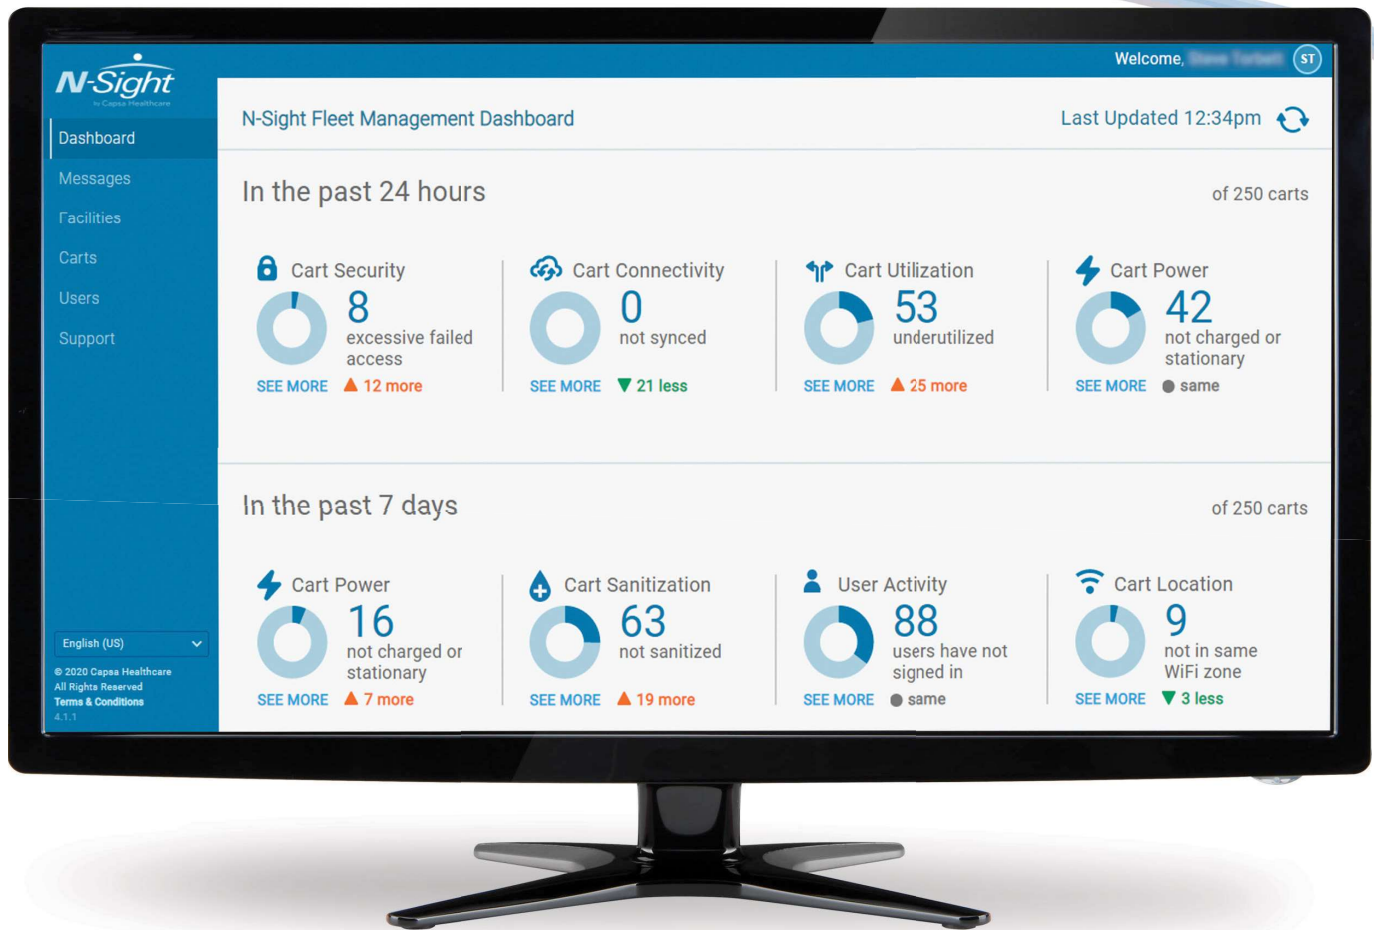 Welcome,
ST
N-Sight
by Capsa Healthcare
Dashboard
Messages
Facilities
Carts
Users
Support
English (US)
© 2020 Capsa Healthcare
All Rights Reserved
Terms & Conditions
4.1.1
N-Sight Fleet Management Dashboard
Last Updated 12:34pm
In the past 24 hours
of 250 carts
Cart Security
8
excessive failed
access
SEE MORE ▲ 12 more
Cart Connectivity
0
not synced
SEE MORE ▼ 21 less
Cart Utilization
53
underutilized
SEE MORE ▲ 25 more
Cart Power
42
not charged or
stationary
SEE MORE ● same
In the past 7 days
of 250 carts
Cart Power
16
not charged or
stationary
SEE MORE ▲ 7 more
Cart Sanitization
63
not sanitized
SEE MORE ▲ 19 more
User Activity
88
users have not
signed in
SEE MORE ● same
Cart Location
9
not in same
WiFi zone
SEE MORE ▼ 3 less